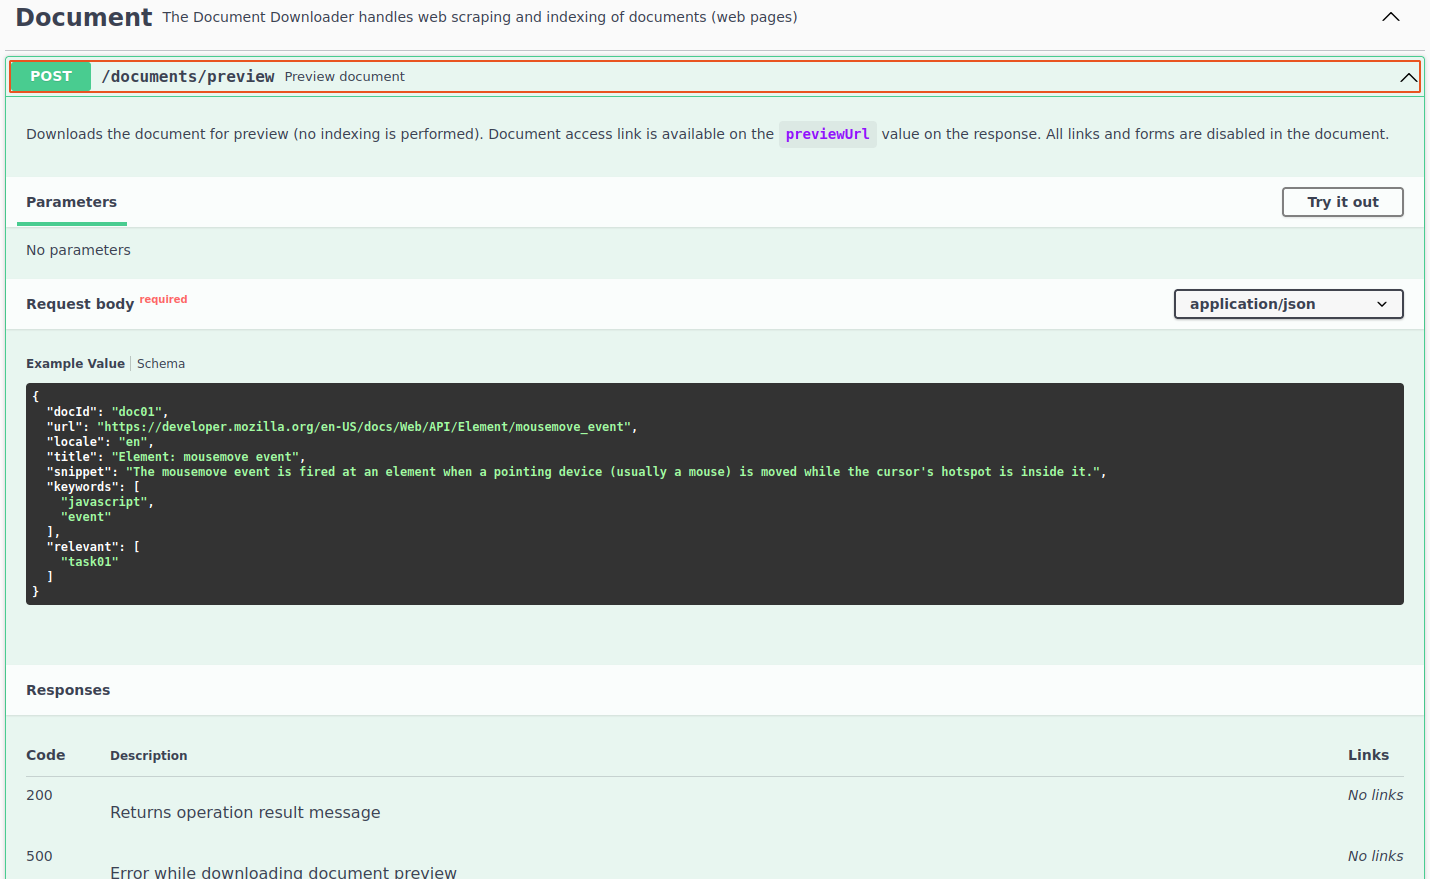 Document The Document Downloader handles web scraping and indexing of documents (web pages)
POST /documents/preview Preview document
Downloads the document for preview (no indexing is performed). Document access link is available on the previewUrl value on the response. All links and forms are disabled in the document.
Parameters Try it out
No parameters
Request body required application/json
Example Value Schema
{
  "docId": "doc01",
  "url": "https://developer.mozilla.org/en-US/docs/Web/API/Element/mousemove_event",
  "locale": "en",
  "title": "Element: mousemove event",
  "snippet": "The mousemove event is fired at an element when a pointing device (usually a mouse) is moved while the cursor's hotspot is inside it.",
  "keywords": [
    "javascript",
    "event"
  ],
  "relevant": [
    "task01"
  ]
}
Responses
Code Description Links
200 Returns operation result message No links
500 Error while downloading document preview No links